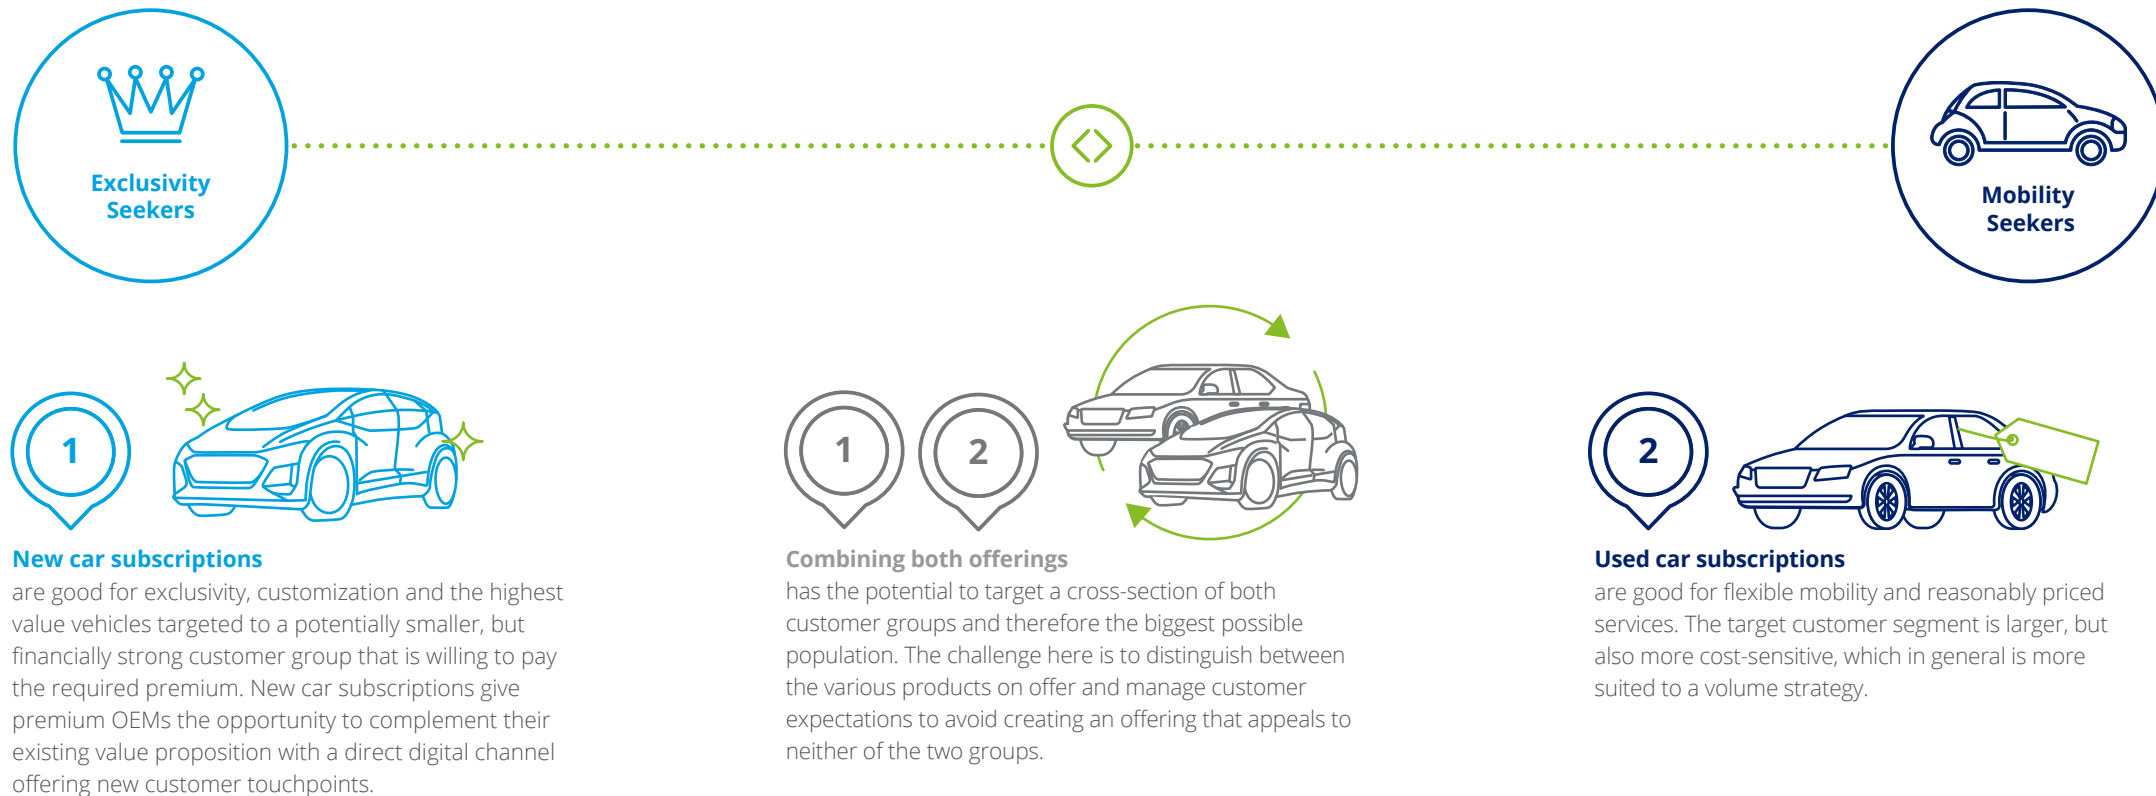 Exclusivity
Seekers
Mobility
Seekers
1
New car subscriptions
are good for exclusivity, customization and the highest
value vehicles targeted to a potentially smaller, but
financially strong customer group that is willing to pay
the required premium. New car subscriptions give
premium OEMs the opportunity to complement their
existing value proposition with a direct digital channel
offering new customer touchpoints.
1
2
Combining both offerings
has the potential to target a cross-section of both
customer groups and therefore the biggest possible
population. The challenge here is to distinguish between
the various products on offer and manage customer
expectations to avoid creating an offering that appeals to
neither of the two groups.
2
Used car subscriptions
are good for flexible mobility and reasonably priced
services. The target customer segment is larger, but
also more cost-sensitive, which in general is more
suited to a volume strategy.